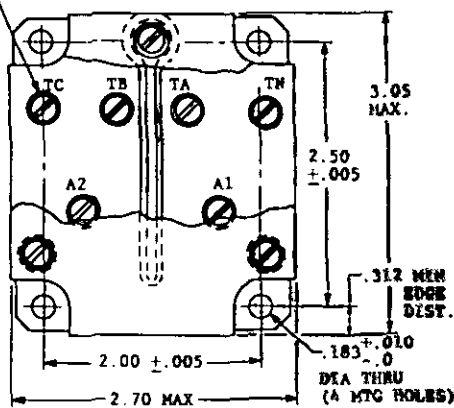 TC TB TA TN
3.05
MAX.
2.50
±.005
A2 A1
.312 MIN
EDGE
DIST.
2.00 ±.005
.183 +.010
-.0
DIA THRU
(4 MTG HOLES)
2.70 MAX